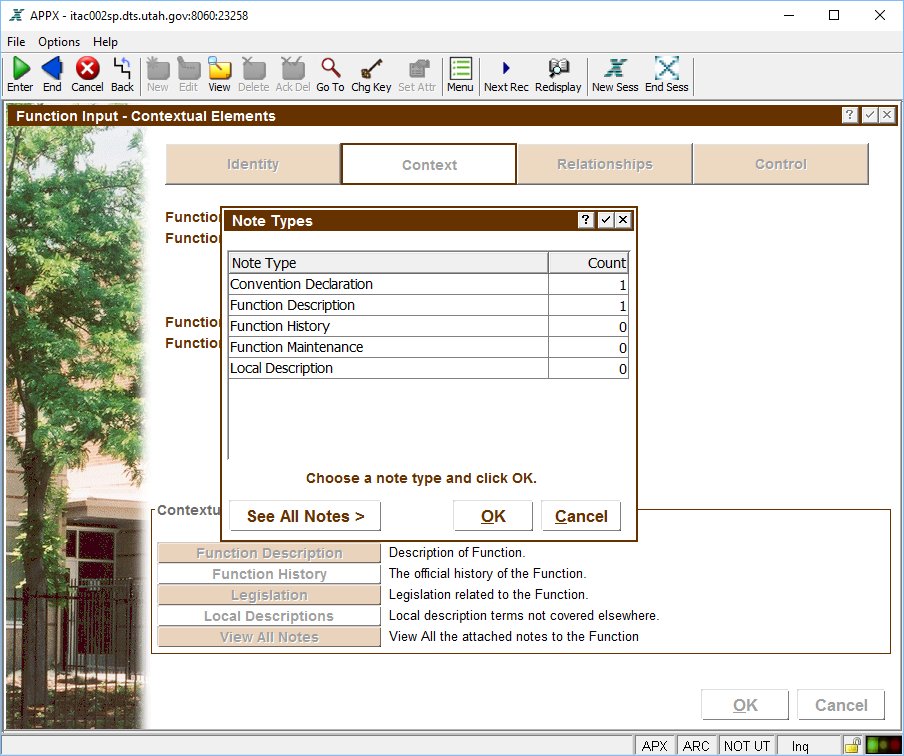 APPX - itac002sp.dts.utah.gov:8060:23258
File Options Help
Enter End Cancel Back New Edit View Delete Ack Del Go To Chg Key Set Attr Menu Next Rec Redisplay New Sess End Sess
Function Input - Contextual Elements
Identity Context Relationships Control
Function
Function
Note Types
Note Type Count
Convention Declaration 1
Function Description 1
Function History 0
Function Maintenance 0
Local Description 0
Function
Function
Choose a note type and click OK.
See All Notes > OK Cancel
Contextu
Function Description Description of Function.
Function History The official history of the Function.
Legislation Legislation related to the Function.
Local Descriptions Local description terms not covered elsewhere.
View All Notes View All the attached notes to the Function
OK Cancel
APX ARC NOT UT Inq